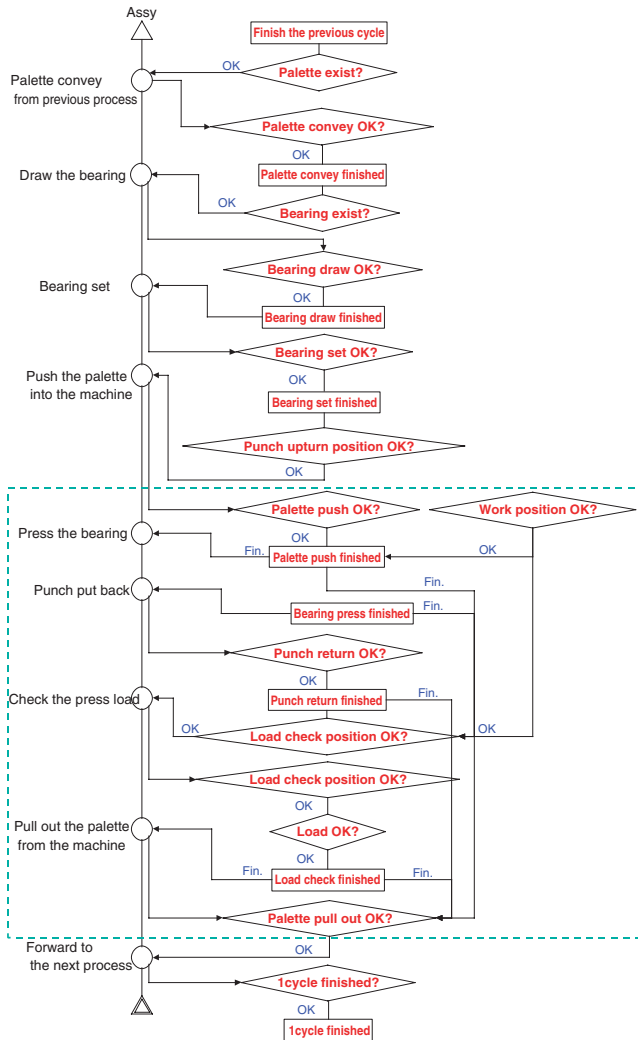 Assy
Finish the previous cycle
OK
Palette exist?
Palette convey
from previous process
Palette convey OK?
OK
Palette convey finished
Draw the bearing
OK
Bearing exist?
Bearing draw OK?
Bearing set
OK
Bearing draw finished
Bearing set OK?
Push the palette
into the machine
OK
Bearing set finished
Punch upturn position OK?
OK
Palette push OK?
Work position OK?
Press the bearing
OK
Fin.
Palette push finished
OK
Punch put back
Fin.
Bearing press finished
Fin.
Punch return OK?
OK
Check the press load
Punch return finished
Fin.
OK
Load check position OK?
OK
Load check position OK?
OK
Pull out the palette
from the machine
Load OK?
OK
Fin.
Load check finished
Fin.
Palette pull out OK?
Forward to
the next process
OK
1cycle finished?
OK
1cycle finished